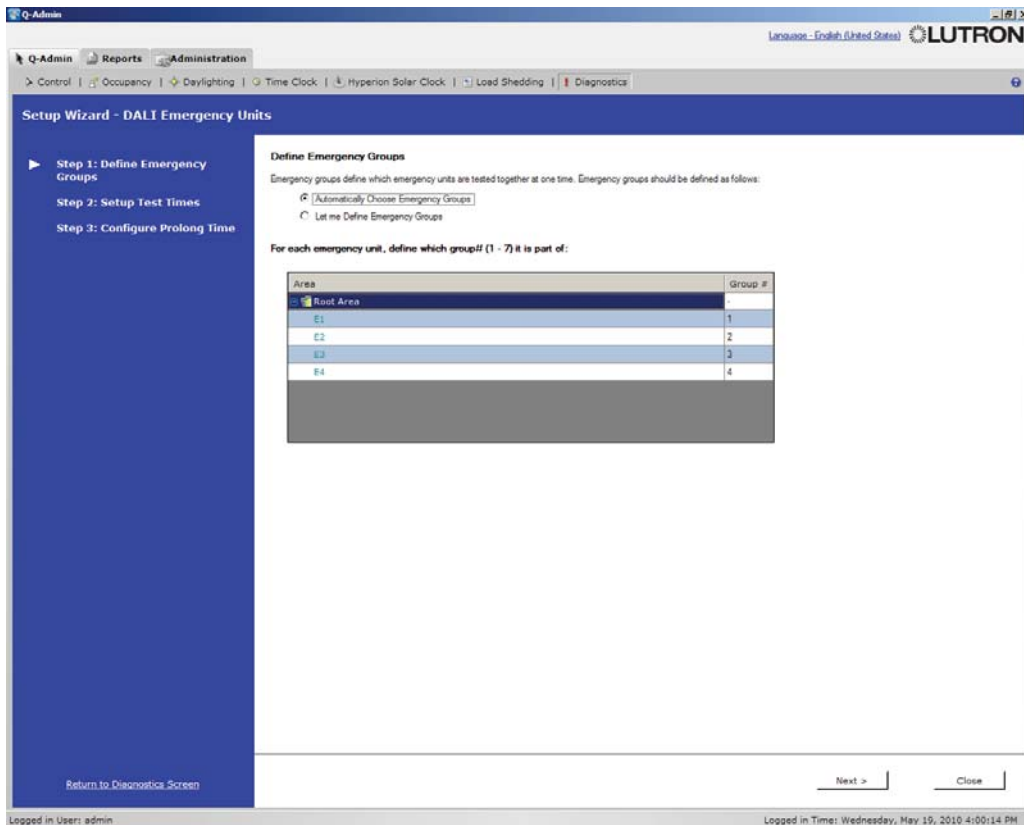 Q-Admin
Language - English (United States) LUTRON
Q-Admin Reports Administration
Control | Occupancy | Daylighting | Time Clock | Hyperion Solar Clock | Load Shedding | Diagnostics
Setup Wizard - DALI Emergency Units
Step 1: Define Emergency
Groups
Step 2: Setup Test Times
Step 3: Configure Prolong Time
Define Emergency Groups
Emergency groups define which emergency units are tested together at one time. Emergency groups should be defined as follows:
Automatically Choose Emergency Groups
Let me Define Emergency Groups
For each emergency unit, define which group# (1 - 7) it is part of:
Area Group #
Root Area -
E1 1
E2 2
E3 3
E4 4
Return to Diagnostics Screen
Next > Close
Logged in User: admin Logged in Time: Wednesday, May 19, 2010 4:00:14 PM